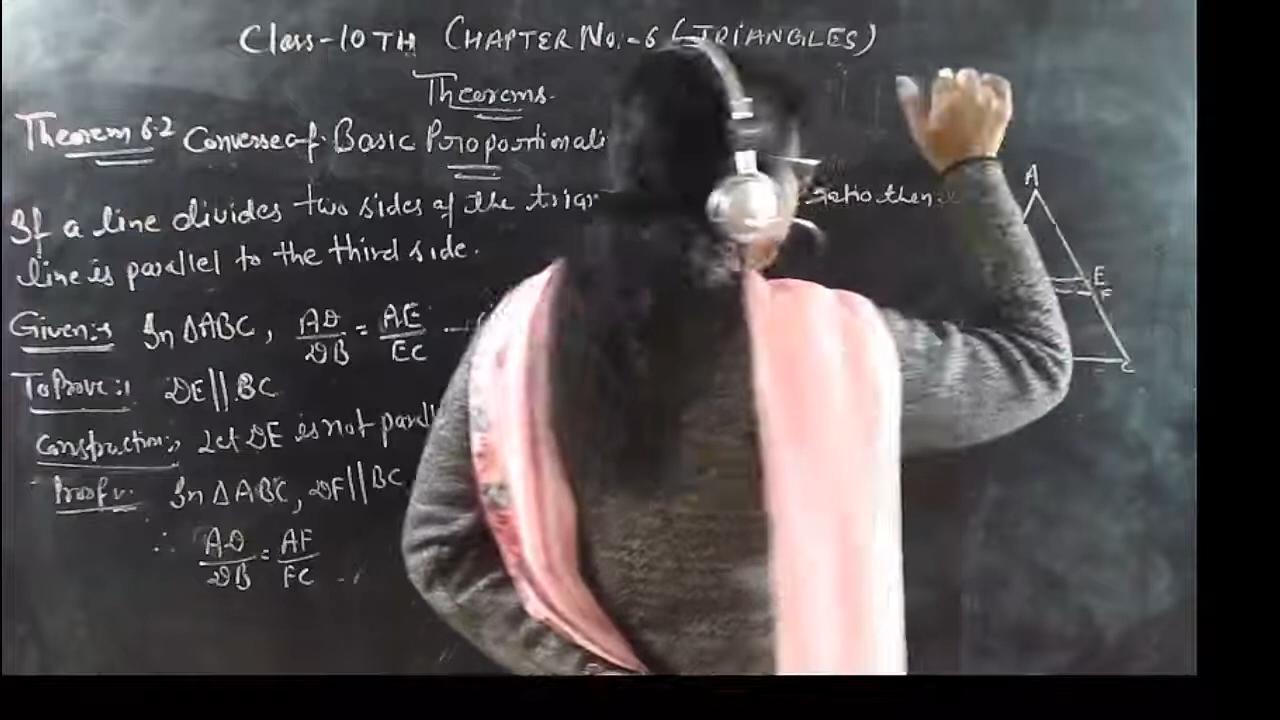 Class-10TH CHAPTER No.-6 (TRIANGLES)
Theorems
Theorem 6.2 Converse of Basic Proportionali
If a line divides two sides of the trian ratio then
line is parallel to the third side.
Given:- In ΔABC, AD/DB = AE/EC
To Prove:- DE||BC
Construction:- Let DE is not parall
Proof:- In ΔABC, DF||BC
∴ AD/DB = AF/FC
A
E
F
C